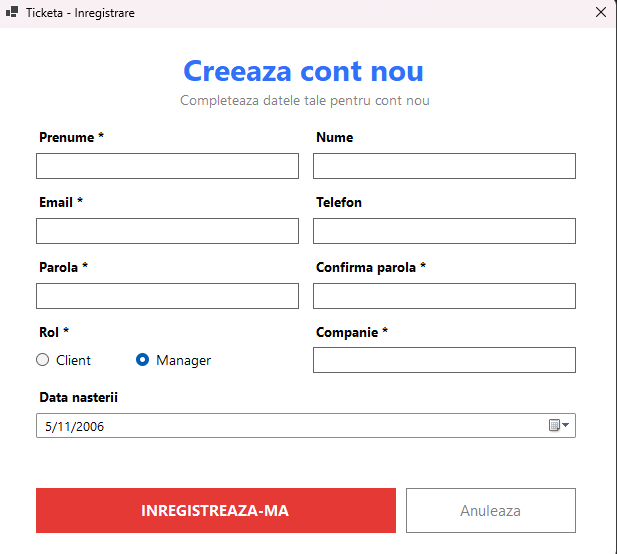 Ticketa - Inregistrare
Creeaza cont nou
Completeaza datele tale pentru cont nou
Prenume * Nume
Email * Telefon
Parola * Confirma parola *
Rol * Companie *
Client Manager
Data nasterii
5/11/2006
INREGISTREAZA-MA Anuleaza